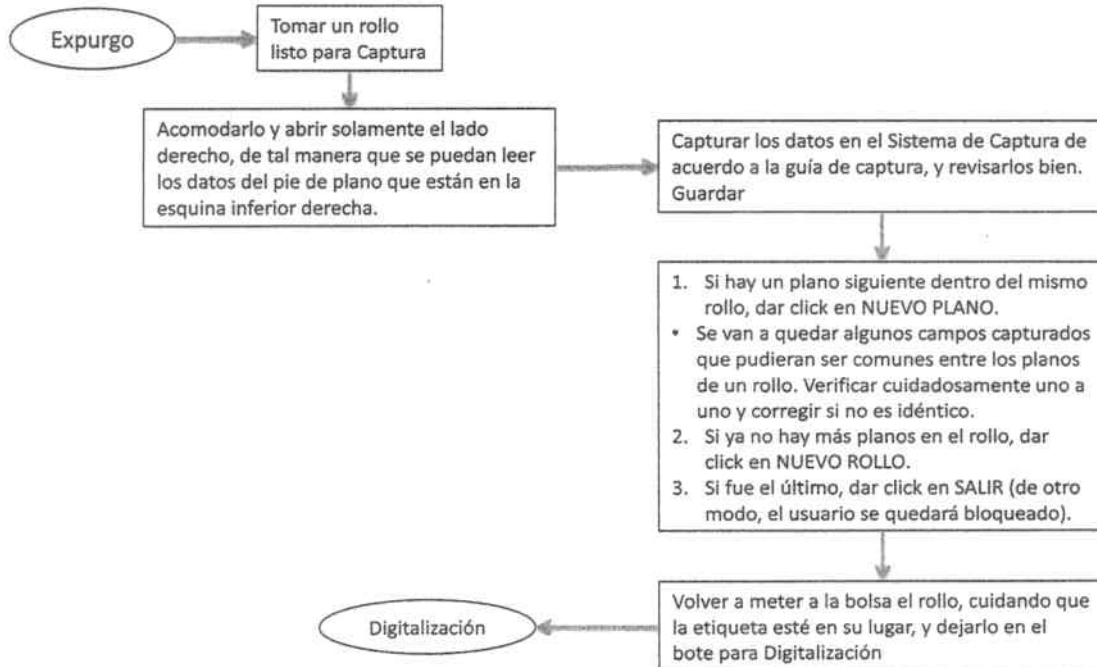 Expurgo
Tomar un rollo
listo para Captura
Acomodarlo y abrir solamente el lado
derecho, de tal manera que se puedan leer
los datos del pie de plano que están en la
esquina inferior derecha.
Capturar los datos en el Sistema de Captura de
acuerdo a la guía de captura, y revisarlos bien.
Guardar
1. Si hay un plano siguiente dentro del mismo
rollo, dar click en NUEVO PLANO.
• Se van a quedar algunos campos capturados
que pudieran ser comunes entre los planos
de un rollo. Verificar cuidadosamente uno a
uno y corregir si no es idéntico.
2. Si ya no hay más planos en el rollo, dar
click en NUEVO ROLLO.
3. Si fue el último, dar click en SALIR (de otro
modo, el usuario se quedará bloqueado).
Volver a meter a la bolsa el rollo, cuidando que
la etiqueta esté en su lugar, y dejarlo en el
bote para Digitalización
Digitalización